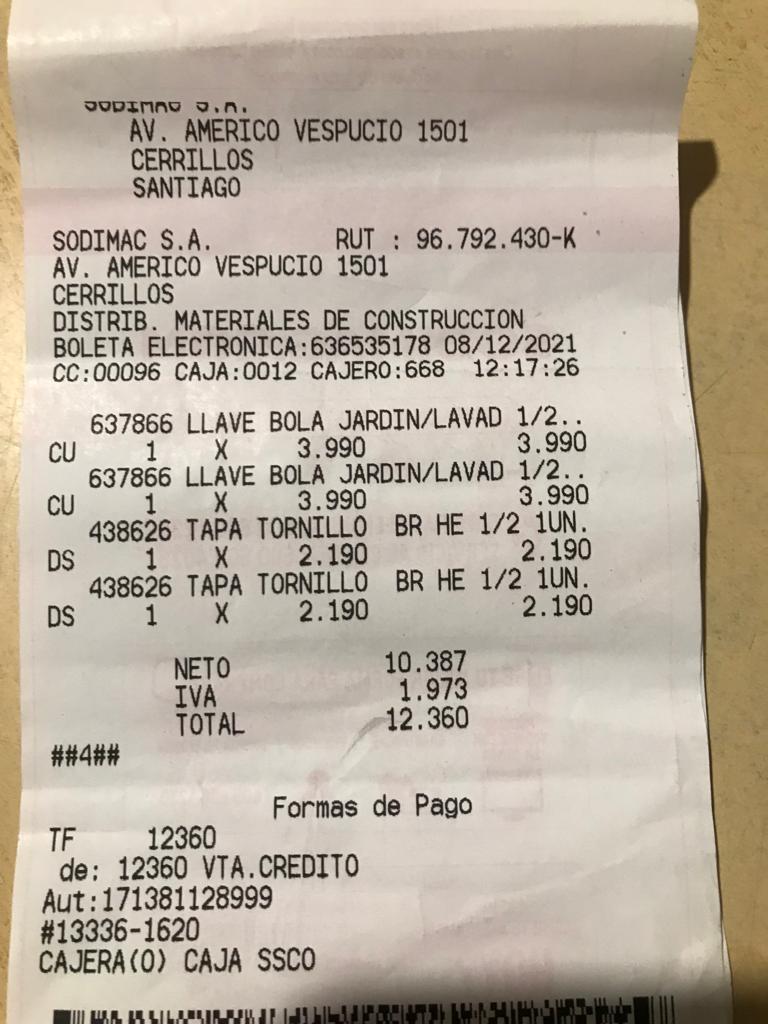 SODIMAC S.A.
AV. AMERICO VESPUCIO 1501
CERRILLOS
SANTIAGO
SODIMAC S.A. RUT : 96.792.430-K
AV. AMERICO VESPUCIO 1501
CERRILLOS
DISTRIB. MATERIALES DE CONSTRUCCION
BOLETA ELECTRONICA:636535178 08/12/2021
CC:00096 CAJA:0012 CAJERO:668 12:17:26
637866 LLAVE BOLA JARDIN/LAVAD 1/2..
CU 1 X 3.990 3.990
637866 LLAVE BOLA JARDIN/LAVAD 1/2..
CU 1 X 3.990 3.990
438626 TAPA TORNILLO BR HE 1/2 1UN.
DS 1 X 2.190 2.190
438626 TAPA TORNILLO BR HE 1/2 1UN.
DS 1 X 2.190 2.190
NETO 10.387
IVA 1.973
TOTAL 12.360
##4##
Formas de Pago
TF 12360
de: 12360 VTA.CREDITO
Aut:171381128999
#13336-1620
CAJERA(O) CAJA SSCO